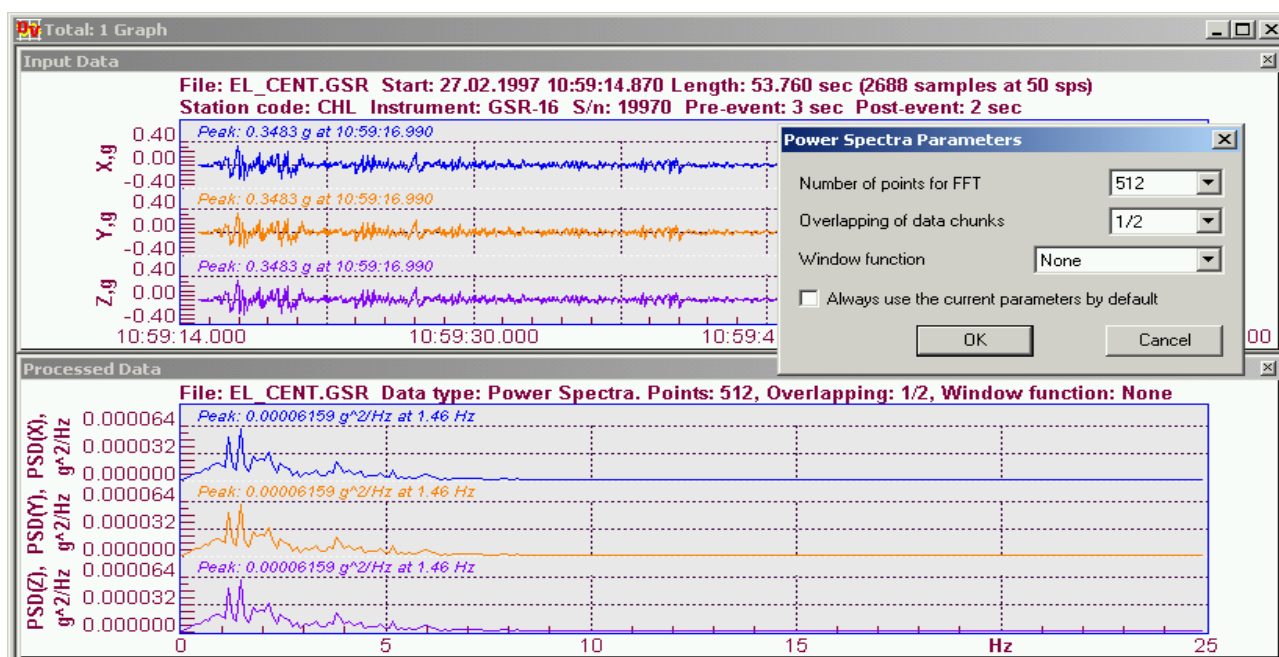 Total: 1 Graph
Input Data
File: EL_CENT.GSR Start: 27.02.1997 10:59:14.870 Length: 53.760 sec (2688 samples at 50 sps)
Station code: CHL Instrument: GSR-16 S/n: 19970 Pre-event: 3 sec Post-event: 2 sec
X,g
0.40
0.00
-0.40
Peak: 0.3483 g at 10:59:16.990
Y,g
0.40
0.00
-0.40
Peak: 0.3483 g at 10:59:16.990
Z,g
0.40
0.00
-0.40
Peak: 0.3483 g at 10:59:16.990
10:59:14.000 10:59:30.000 10:59:4 00
Power Spectra Parameters
Number of points for FFT 512
Overlapping of data chunks 1/2
Window function None
Always use the current parameters by default
OK Cancel
Processed Data
File: EL_CENT.GSR Data type: Power Spectra. Points: 512, Overlapping: 1/2, Window function: None
PSD(X), g^2/Hz
0.000064
0.000032
0.000000
Peak: 0.00006159 g^2/Hz at 1.46 Hz
PSD(Y), g^2/Hz
0.000064
0.000032
0.000000
Peak: 0.00006159 g^2/Hz at 1.46 Hz
PSD(Z), g^2/Hz
0.000064
0.000032
0.000000
Peak: 0.00006159 g^2/Hz at 1.46 Hz
0 5 10 15 Hz 25